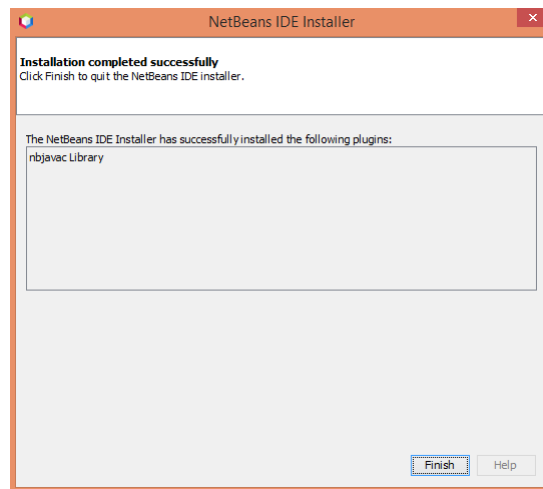 NetBeans IDE Installer
Installation completed successfully
Click Finish to quit the NetBeans IDE installer.
The NetBeans IDE Installer has successfully installed the following plugins:
nbjavac Library
Finish
Help